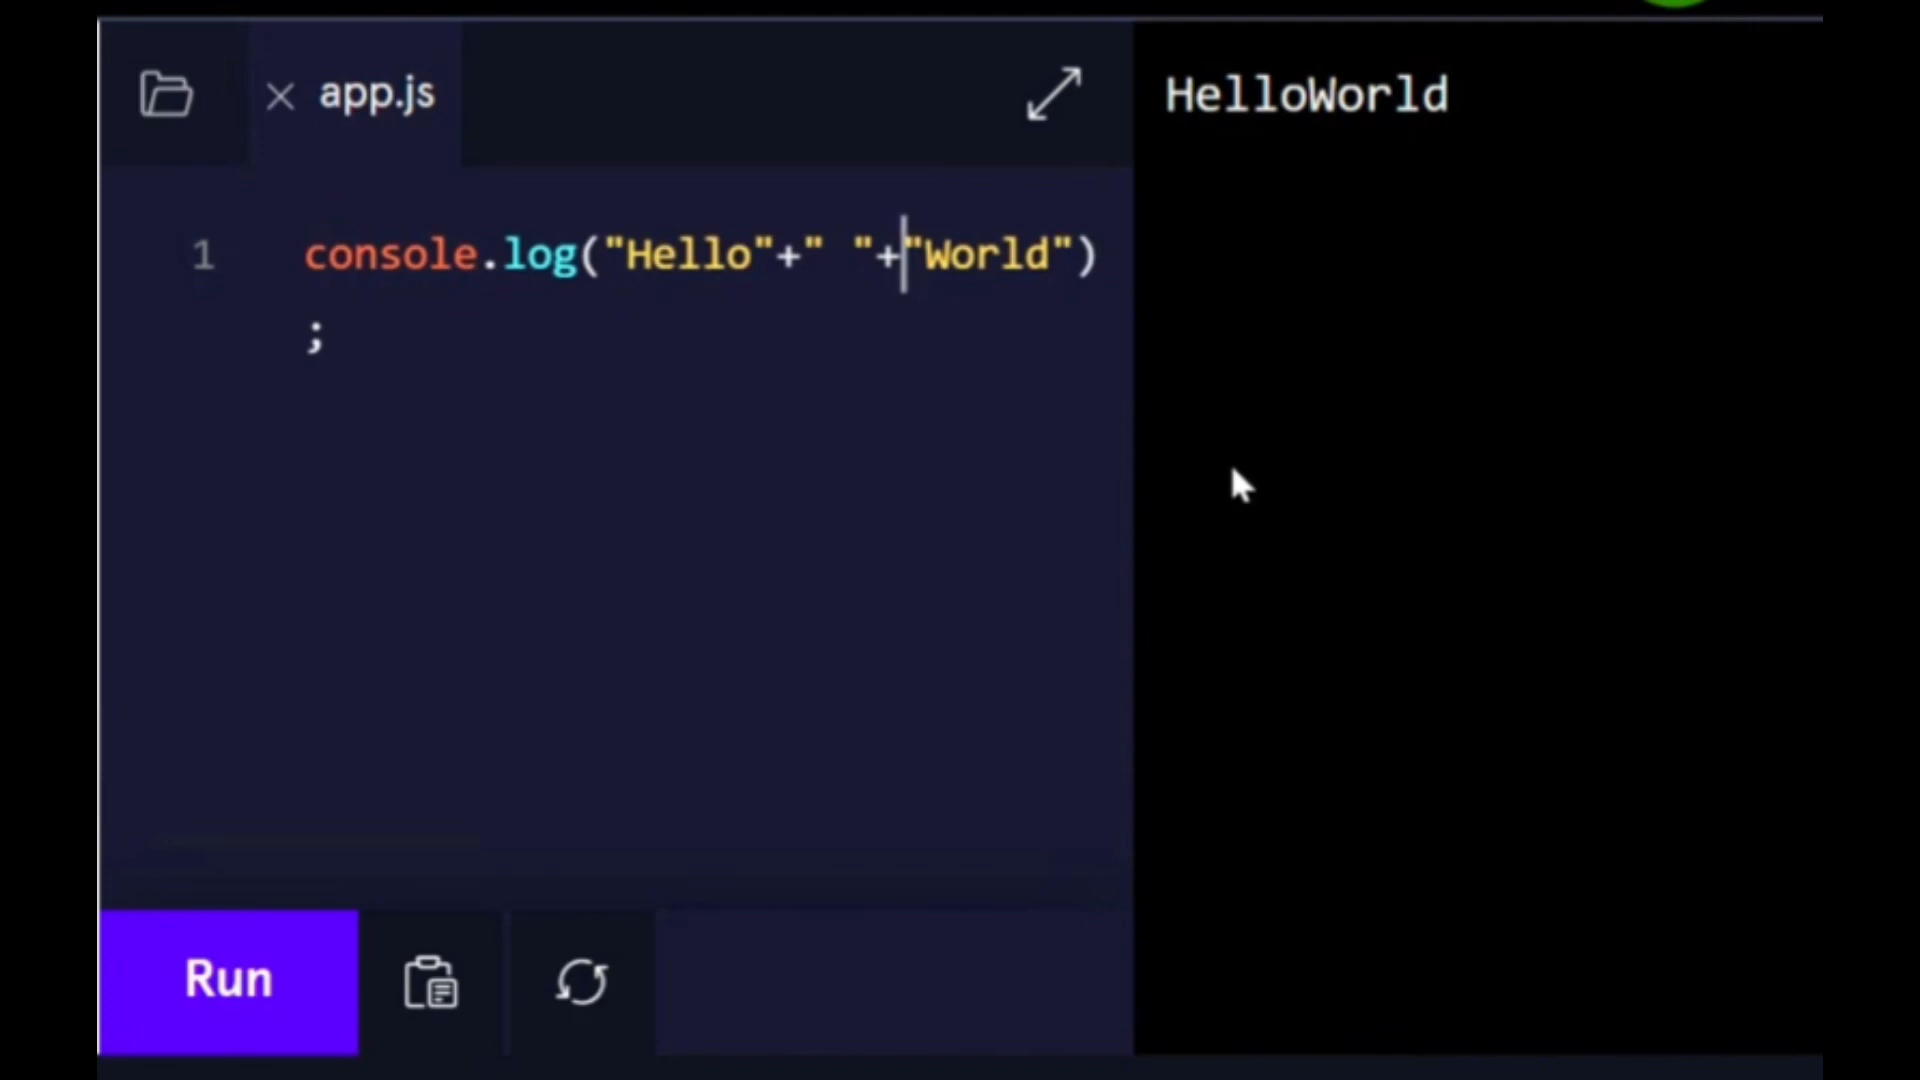 app.js
HelloWorld
1 console.log("Hello"+" "+"World")
;
Run